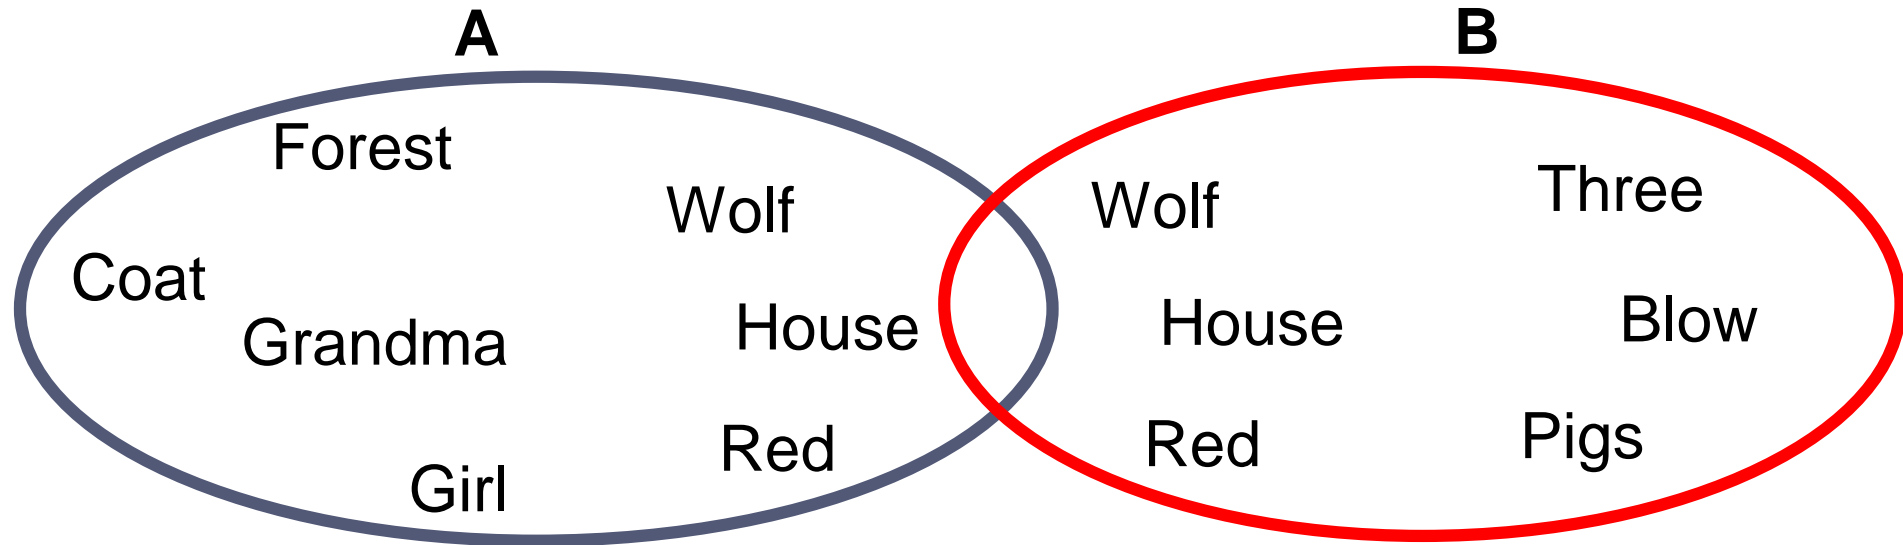 A
B
Forest
Wolf
Coat
Grandma
House
Red
Girl
Wolf
Three
House
Blow
Red
Pigs